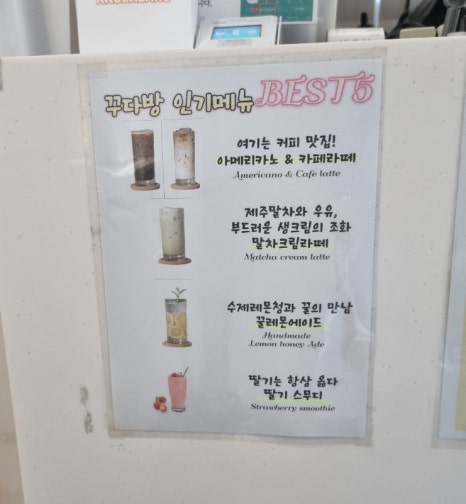 니다.
꾸다방 인기메뉴 BEST5
여기는 커피 맛집!
아메리카노 & 카페라떼
Americano & Cafe latte
제주말차와 우유,
부드러운 생크림의 조화
말차크림라떼
Matcha cream latte
수제레몬청과 꿀의 만남
꿀레몬에이드
Handmade
Lemon honey Ade
딸기는 항상 옳다
딸기 스무디
Strawberry smoothie